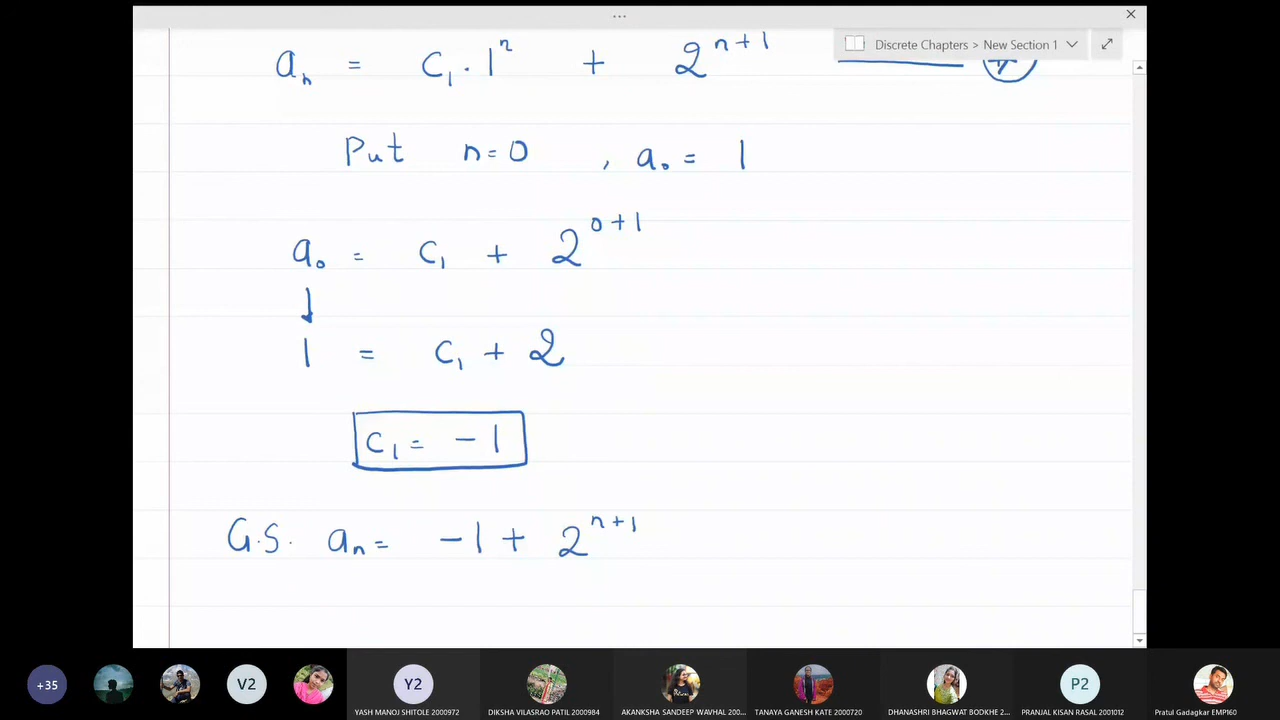 Discrete Chapters > New Section 1
aₙ = C₁ · 1ⁿ + 2ⁿ⁺¹
Put n = 0 , a₀ = 1
a₀ = C₁ + 2⁰⁺¹
1 = C₁ + 2
C₁ = - 1
G.S. aₙ = - 1 + 2ⁿ⁺¹
+35
V2
Y2
P2
YASH MANOJ SHITOLE 2000972
DIKSHA VILASRAO PATIL 2000984
AKANKSHA SANDEEP WAVHAL 200...
TANAYA GANESH KATE 2000720
DHANASHRI BHAGWAT BODKHE 2...
PRANJAL KISAN RASAL 2001012
Pratul Gadagkar EMP160